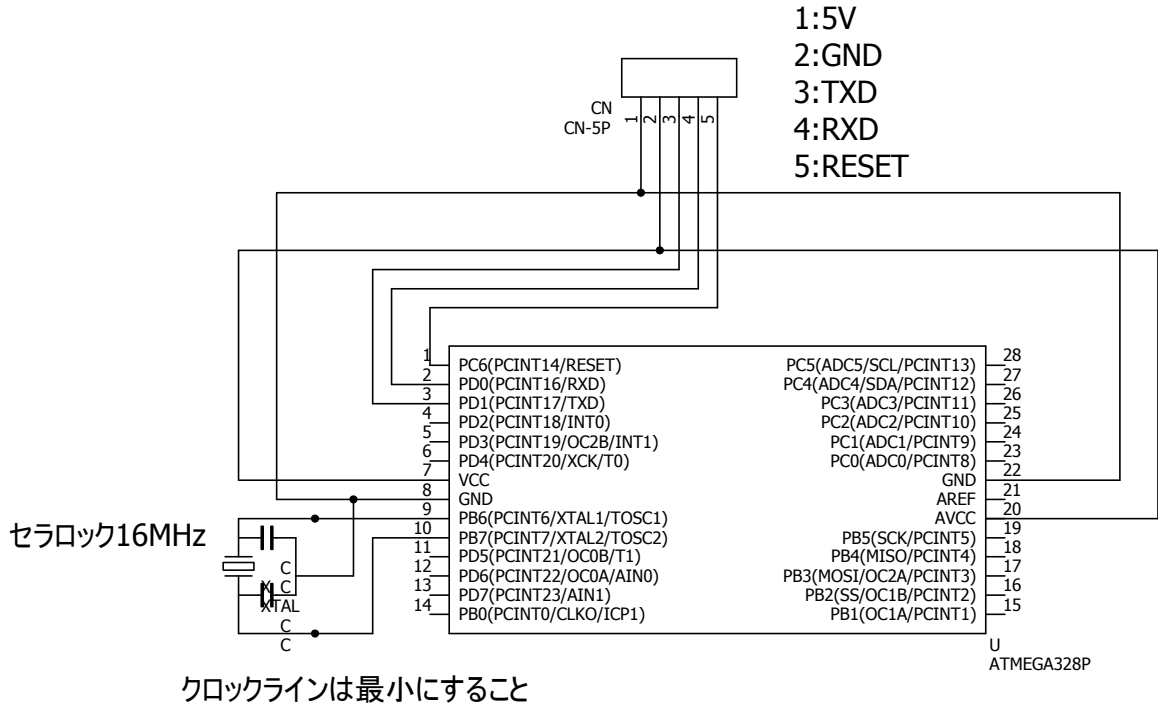 1:5V
2:GND
3:TXD
4:RXD
5:RESET
CN
CN-5P
1
2
3
4
5
1
PC6(PCINT14/RESET)
2
PD0(PCINT16/RXD)
3
PD1(PCINT17/TXD)
4
PD2(PCINT18/INT0)
5
PD3(PCINT19/OC2B/INT1)
6
PD4(PCINT20/XCK/T0)
7
VCC
8
GND
9
PB6(PCINT6/XTAL1/TOSC1)
10
PB7(PCINT7/XTAL2/TOSC2)
11
PD5(PCINT21/OC0B/T1)
12
PD6(PCINT22/OC0A/AIN0)
13
PD7(PCINT23/AIN1)
14
PB0(PCINT0/CLKO/ICP1)
PC5(ADC5/SCL/PCINT13)
28
PC4(ADC4/SDA/PCINT12)
27
PC3(ADC3/PCINT11)
26
PC2(ADC2/PCINT10)
25
PC1(ADC1/PCINT9)
24
PC0(ADC0/PCINT8)
23
GND
22
AREF
21
AVCC
20
PB5(SCK/PCINT5)
19
PB4(MISO/PCINT4)
18
PB3(MOSI/OC2A/PCINT3)
17
PB2(SS/OC1B/PCINT2)
16
PB1(OC1A/PCINT1)
15
U
ATMEGA328P
セラロック16MHz
C
X C
XTAL
C
C
クロックラインは最小にすること